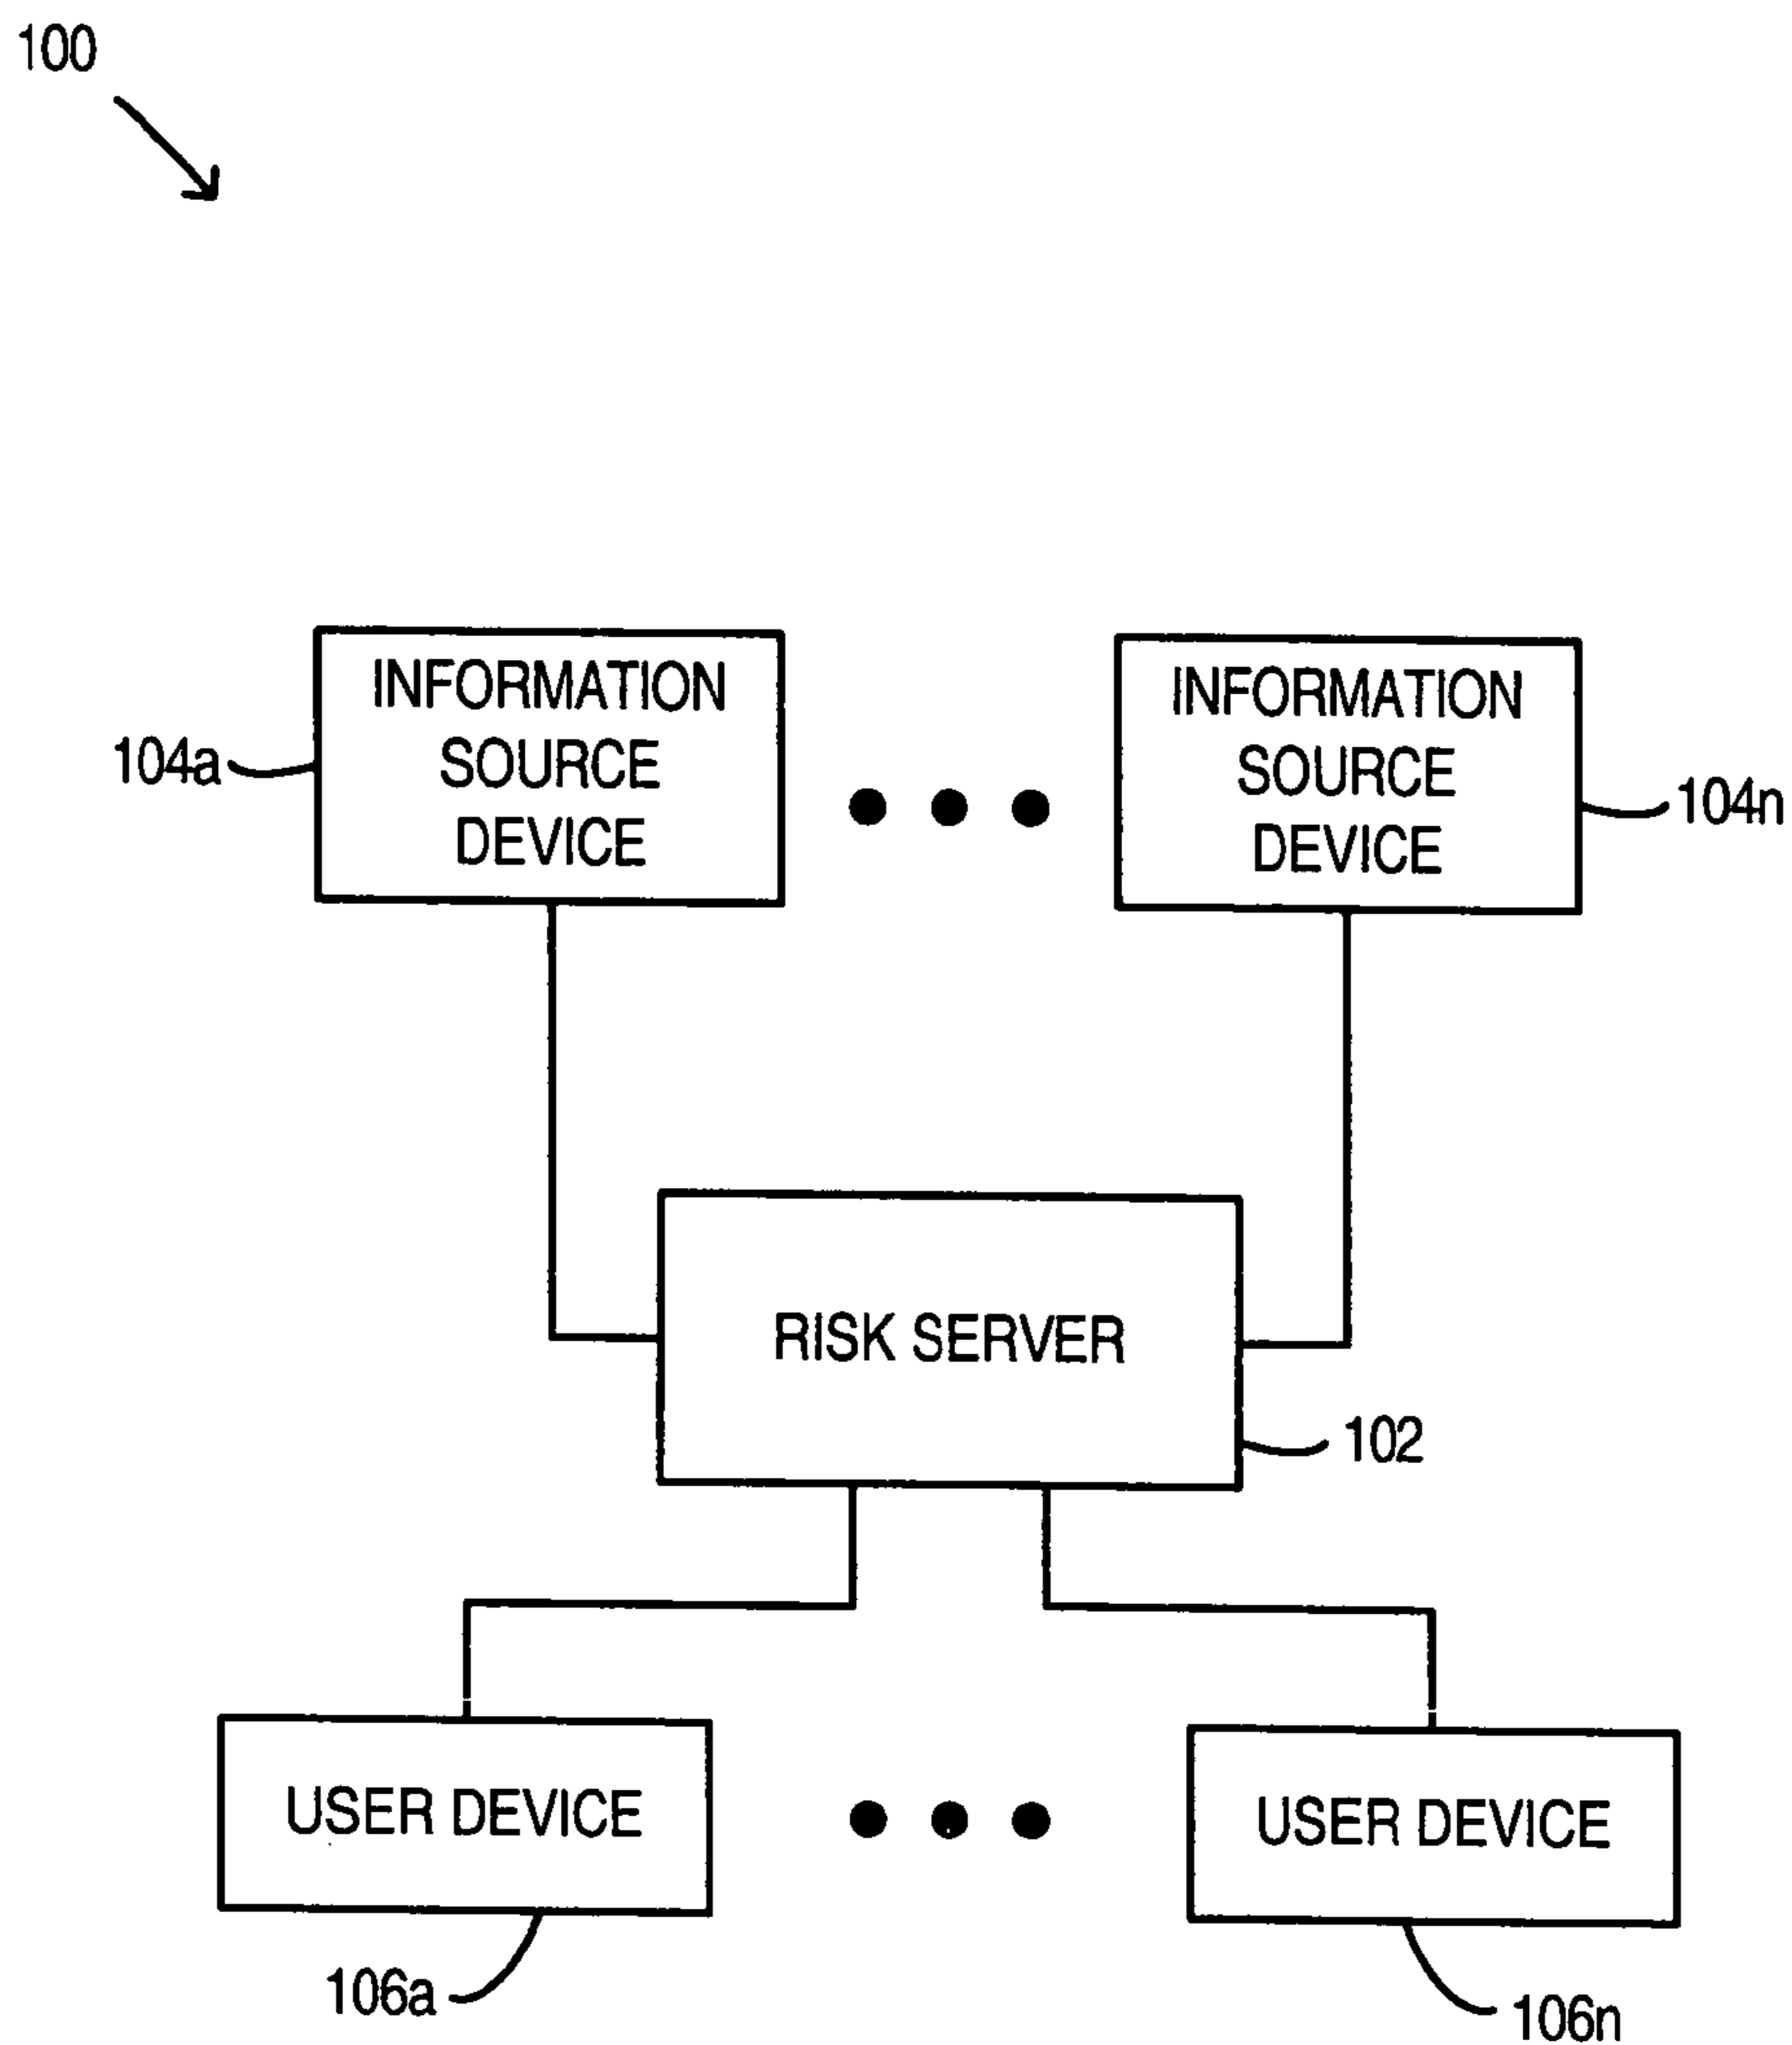 100
INFORMATION
SOURCE
DEVICE
104a
INFORMATION
SOURCE
DEVICE
104n
RISK SERVER
102
USER DEVICE
106a
USER DEVICE
106n